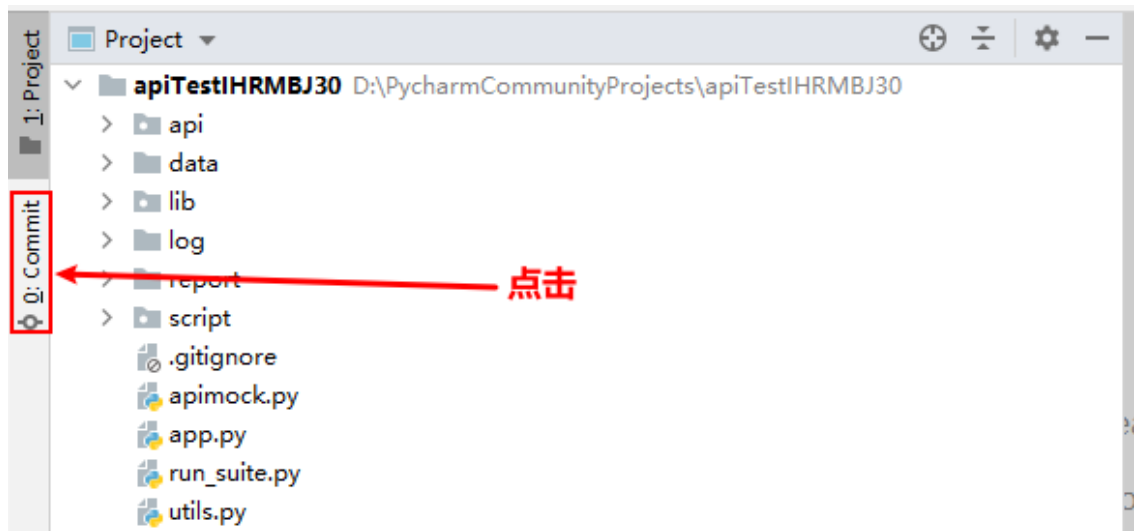 1: Project
Project
apiTestIHRMBJ30 D:\PycharmCommunityProjects\apiTestIHRMBJ30
api
data
lib
0: Commit
log
report
点击
script
.gitignore
apimock.py
app.py
run_suite.py
utils.py